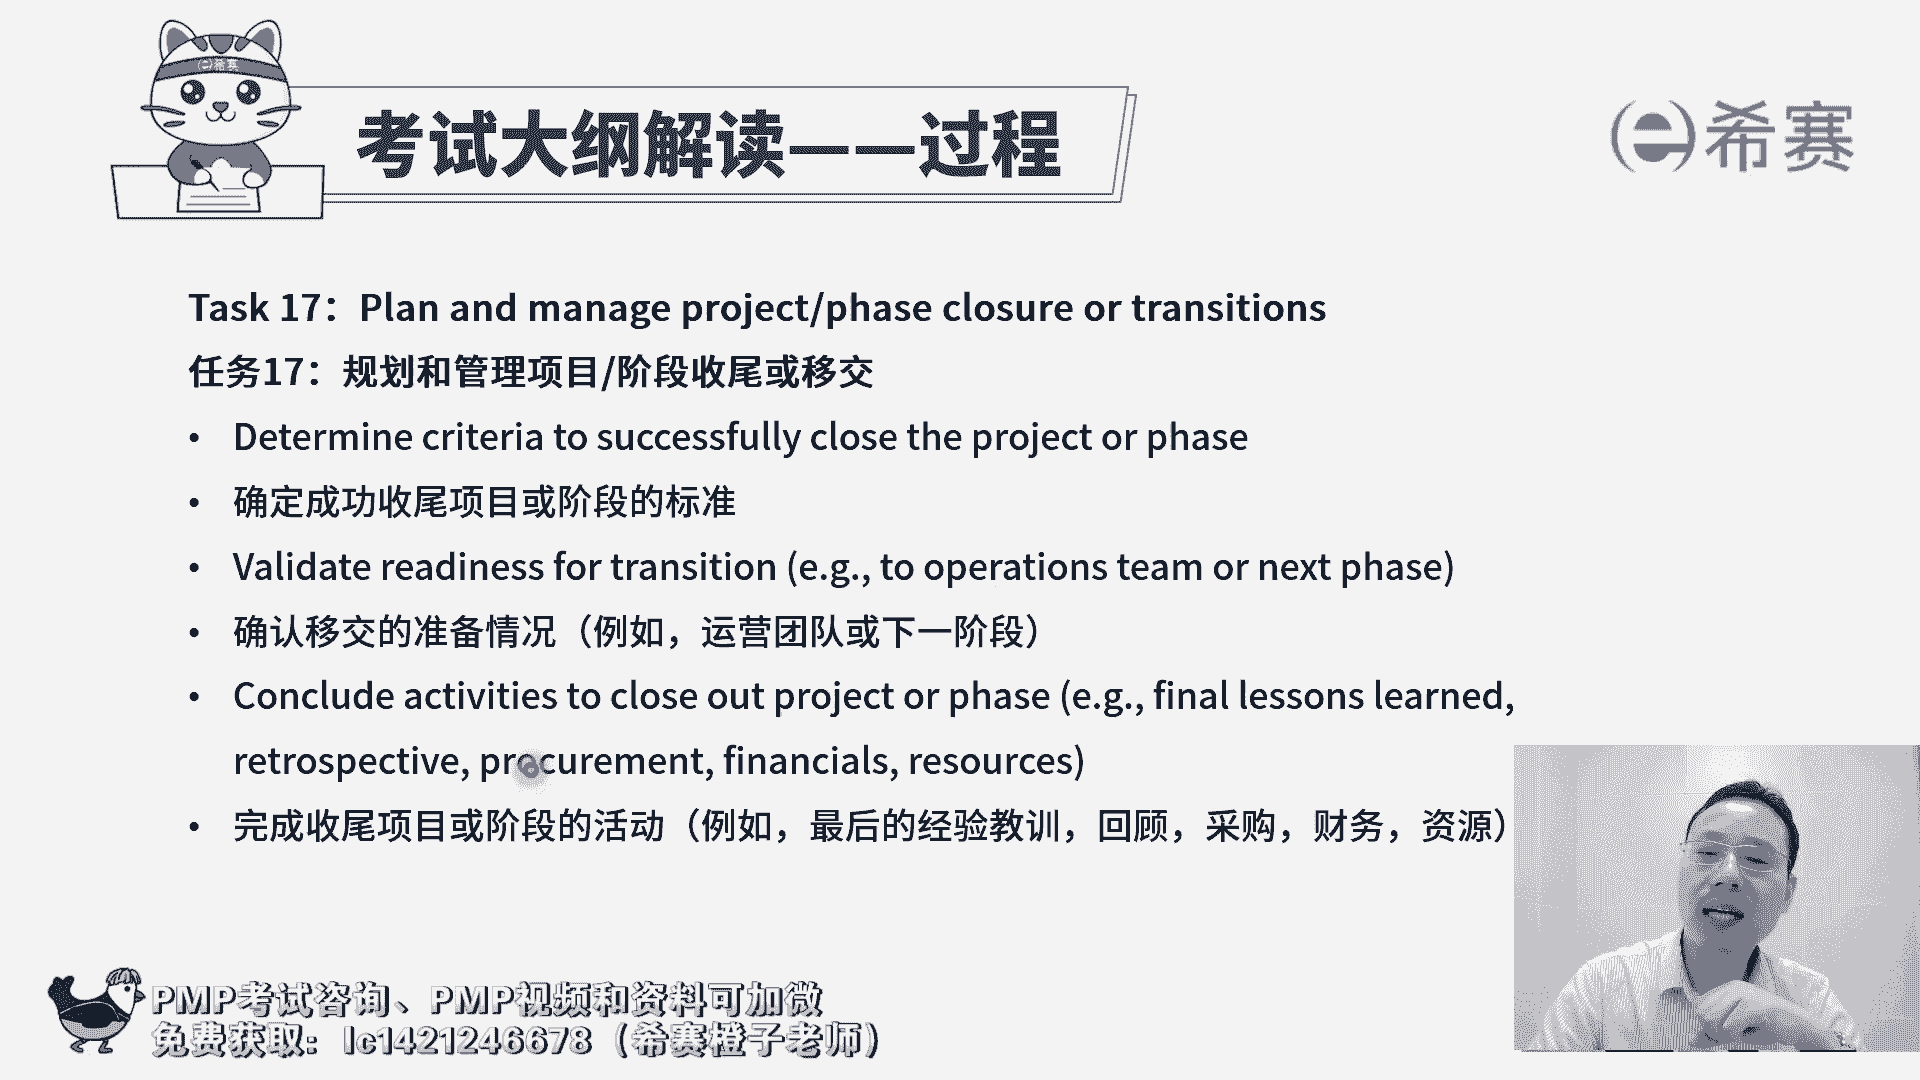 希赛
考试大纲解读——过程
希赛
Task 17：Plan and manage project/phase closure or transitions
任务17：规划和管理项目/阶段收尾或移交
• Determine criteria to successfully close the project or phase
• 确定成功收尾项目或阶段的标准
• Validate readiness for transition (e.g., to operations team or next phase)
• 确认移交的准备情况（例如，运营团队或下一阶段）
• Conclude activities to close out project or phase (e.g., final lessons learned,
retrospective, procurement, financials, resources)
• 完成收尾项目或阶段的活动（例如，最后的经验教训，回顾，采购，财务，资源）
PMP考试咨询、PMP视频和资料可加微
免费获取：lc1421246678（希赛橙子老师）